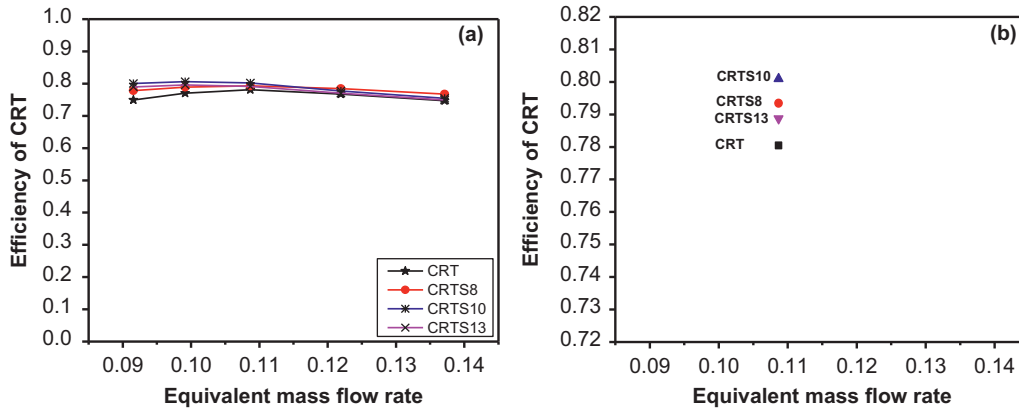 (a)
Efficiency of CRT
1.0
0.9
0.8
0.7
0.6
0.5
0.4
0.3
0.2
0.1
0.0
CRT
CRTS8
CRTS10
CRTS13
0.09 0.10 0.11 0.12 0.13 0.14
Equivalent mass flow rate
(b)
Efficiency of CRT
0.82
0.81
0.80
0.79
0.78
0.77
0.76
0.75
0.74
0.73
0.72
CRTS10
CRTS8
CRTS13
CRT
0.09 0.10 0.11 0.12 0.13 0.14
Equivalent mass flow rate